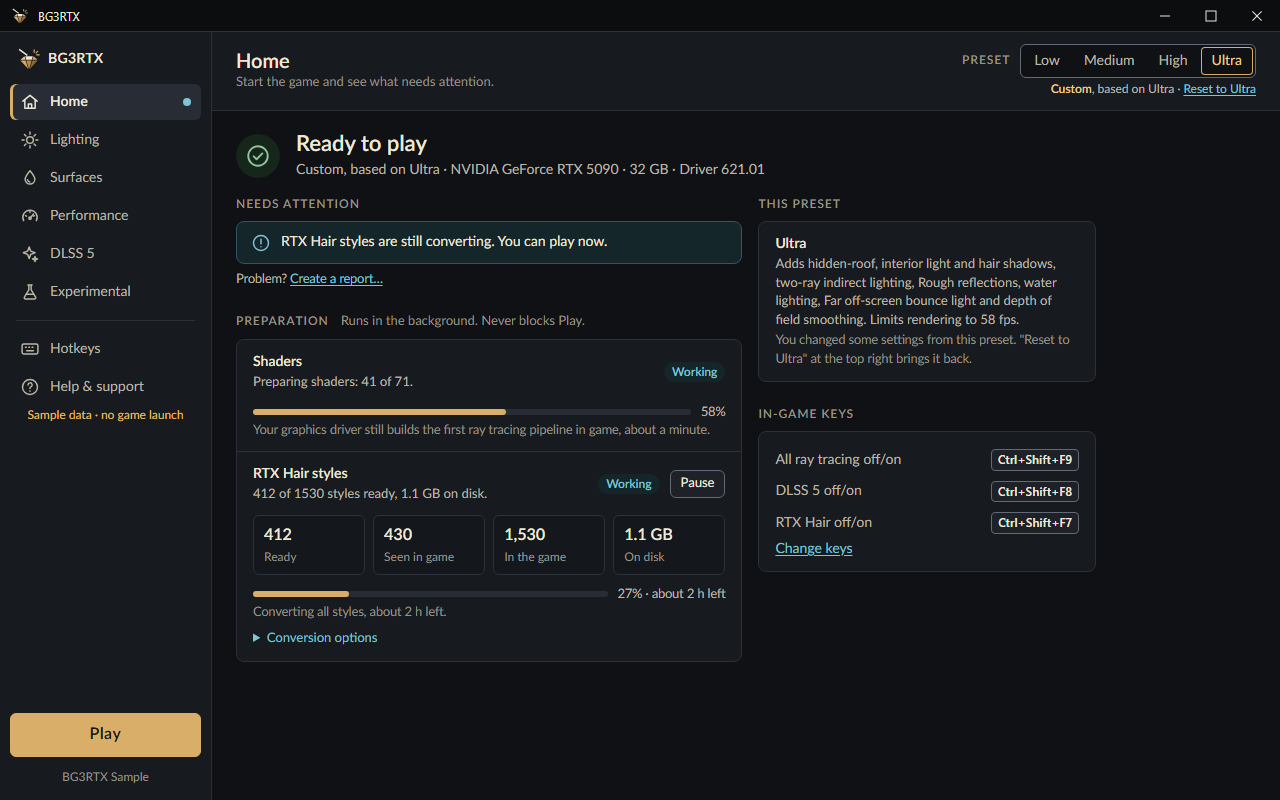 BG3RTX
BG3RTX
Home
Lighting
Surfaces
Performance
DLSS 5
Experimental
Hotkeys
Help & support
Sample data · no game launch
Play
BG3RTX Sample
Home
Start the game and see what needs attention.
PRESET
Low
Medium
High
Ultra
Custom, based on Ultra · Reset to Ultra
Ready to play
Custom, based on Ultra · NVIDIA GeForce RTX 5090 · 32 GB · Driver 621.01
NEEDS ATTENTION
RTX Hair styles are still converting. You can play now.
Problem? Create a report...
PREPARATION Runs in the background. Never blocks Play.
Shaders
Preparing shaders: 41 of 71.
Working
58%
Your graphics driver still builds the first ray tracing pipeline in game, about a minute.
RTX Hair styles
412 of 1530 styles ready, 1.1 GB on disk.
Working
Pause
412
Ready
430
Seen in game
1,530
In the game
1.1 GB
On disk
27% · about 2 h left
Converting all styles, about 2 h left.
Conversion options
THIS PRESET
Ultra
Adds hidden-roof, interior light and hair shadows,
two-ray indirect lighting, Rough reflections, water
lighting, Far off-screen bounce light and depth of
field smoothing. Limits rendering to 58 fps.
You changed some settings from this preset. "Reset to
Ultra" at the top right brings it back.
IN-GAME KEYS
All ray tracing off/on
Ctrl+Shift+F9
DLSS 5 off/on
Ctrl+Shift+F8
RTX Hair off/on
Ctrl+Shift+F7
Change keys